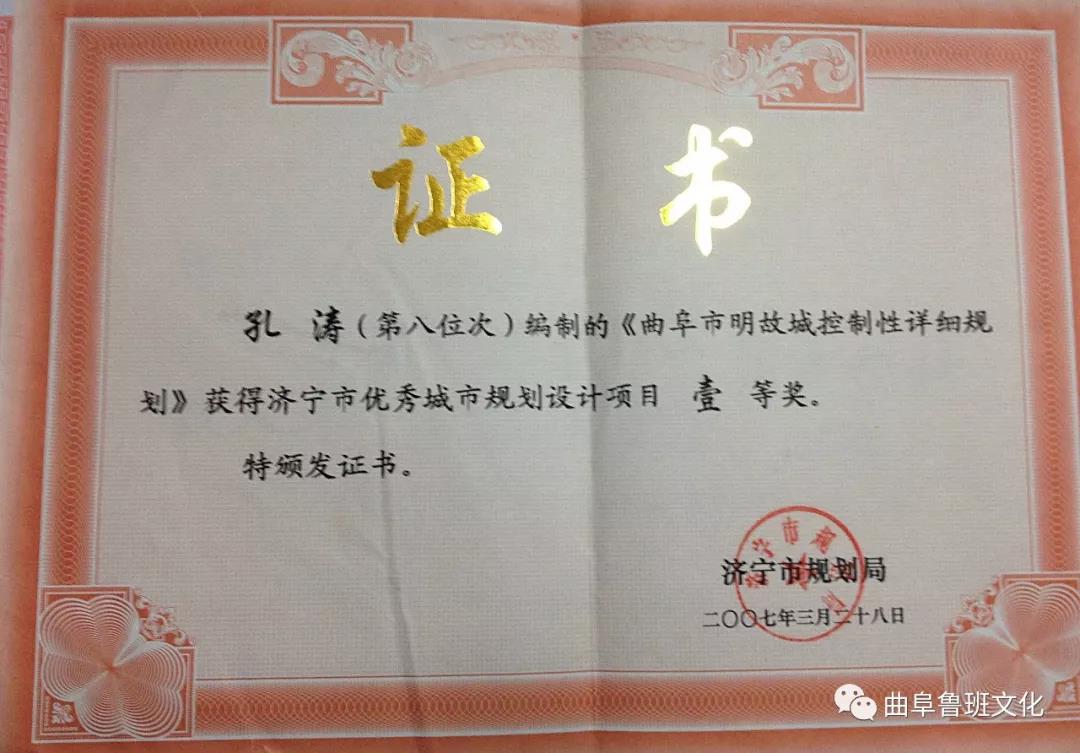 证 书
孔 涛（第八位次）编制的《曲阜市明故城控制性详细规
划》获得济宁市优秀城市规划设计项目 壹 等奖。
特颁发证书。
济宁市规划局
二〇〇七年三月二十八日
曲阜鲁班文化